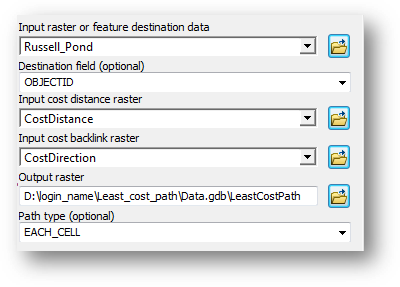 Input raster or feature destination data
Russell_Pond
Destination field (optional)
OBJECTID
Input cost distance raster
CostDistance
Input cost backlink raster
CostDirection
Output raster
D:\login_name\Least_cost_path\Data.gdb\LeastCostPath
Path type (optional)
EACH_CELL